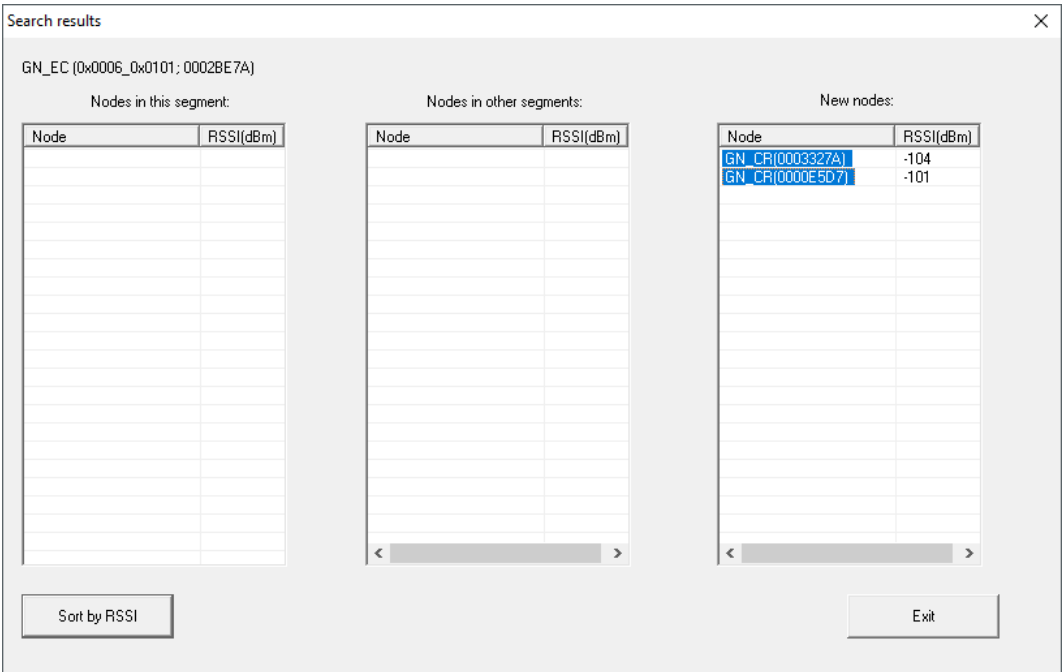 Search results
GN_EC (0x0006_0x0101; 0002BE7A)
Nodes in this segment:
Node RSSI(dBm)
Nodes in other segments:
Node RSSI(dBm)
New nodes:
Node RSSI(dBm)
GN_CR(0003327A) -104
GN_CR(0000E5D7) -101
Sort by RSSI
Exit